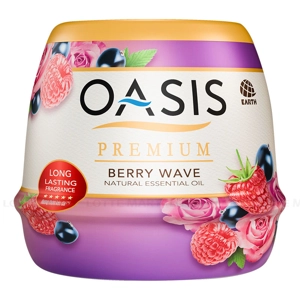 OASIS
EARTH
PREMIUM
BERRY WAVE
NATURAL ESSENTIAL OIL
LONG
LASTING
FRAGRANCE